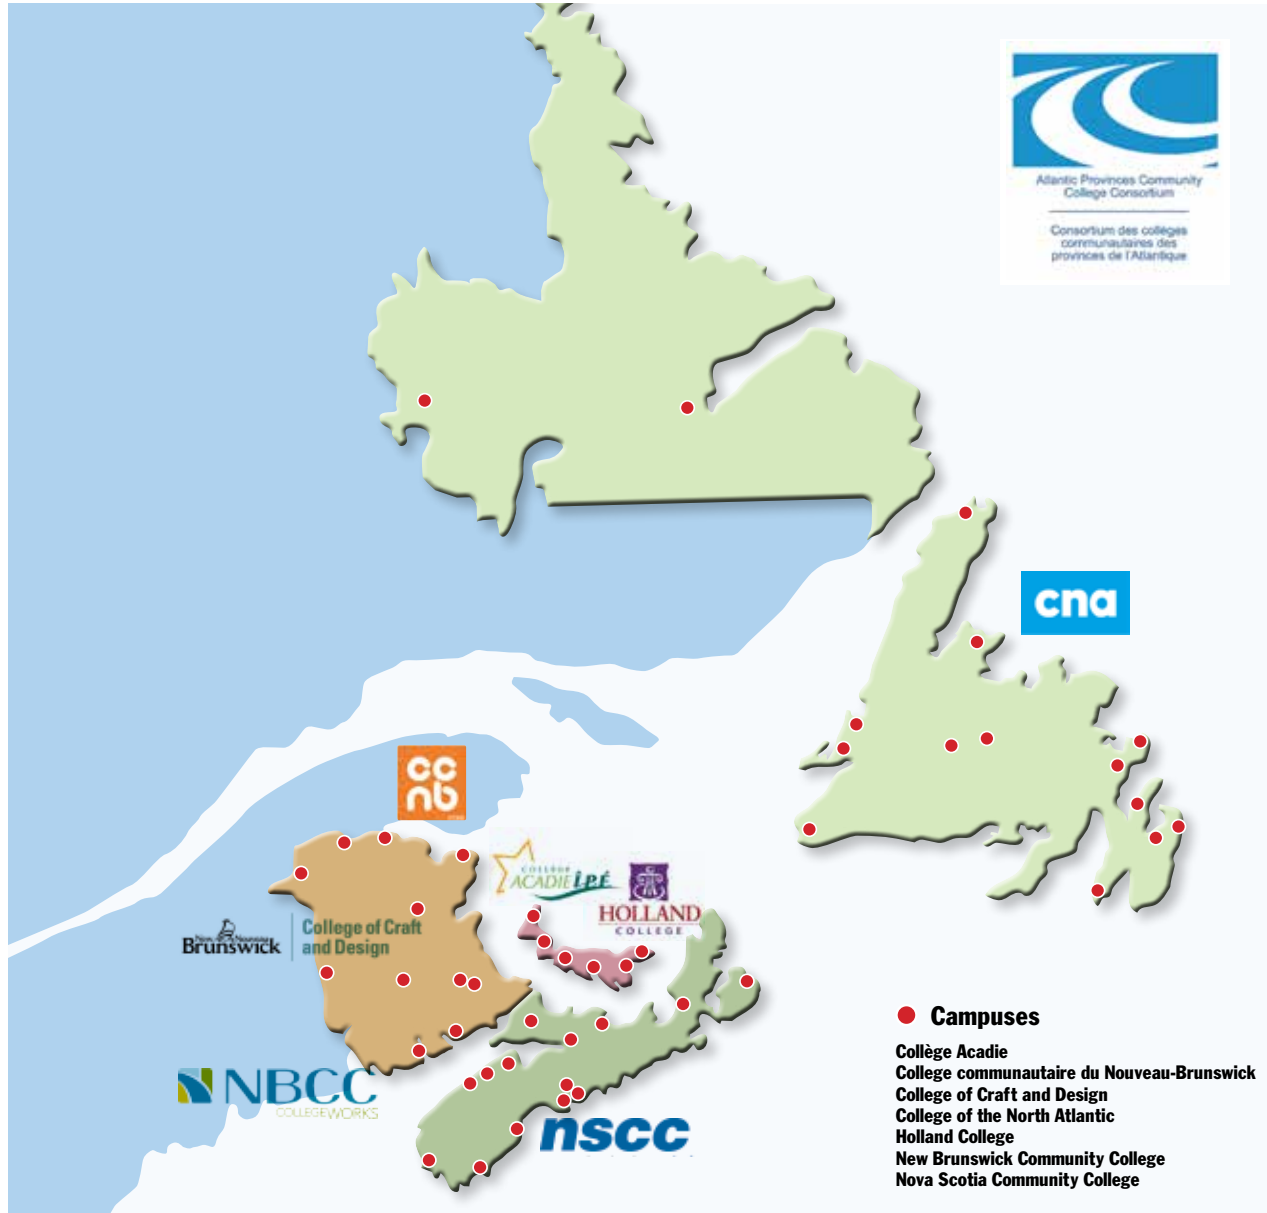 Atlantic Provinces Community
College Consortium
Consortium des collèges
communautaires des
provinces de l'Atlantique
cna
cc
nb
COLLÈGE
ACADIE î.p.é.
HOLLAND
COLLEGE
New Nouveau
Brunswick
College of Craft
and Design
NBCC
COLLEGEWORKS
nscc
Campuses
Collège Acadie
College communautaire du Nouveau-Brunswick
College of Craft and Design
College of the North Atlantic
Holland College
New Brunswick Community College
Nova Scotia Community College